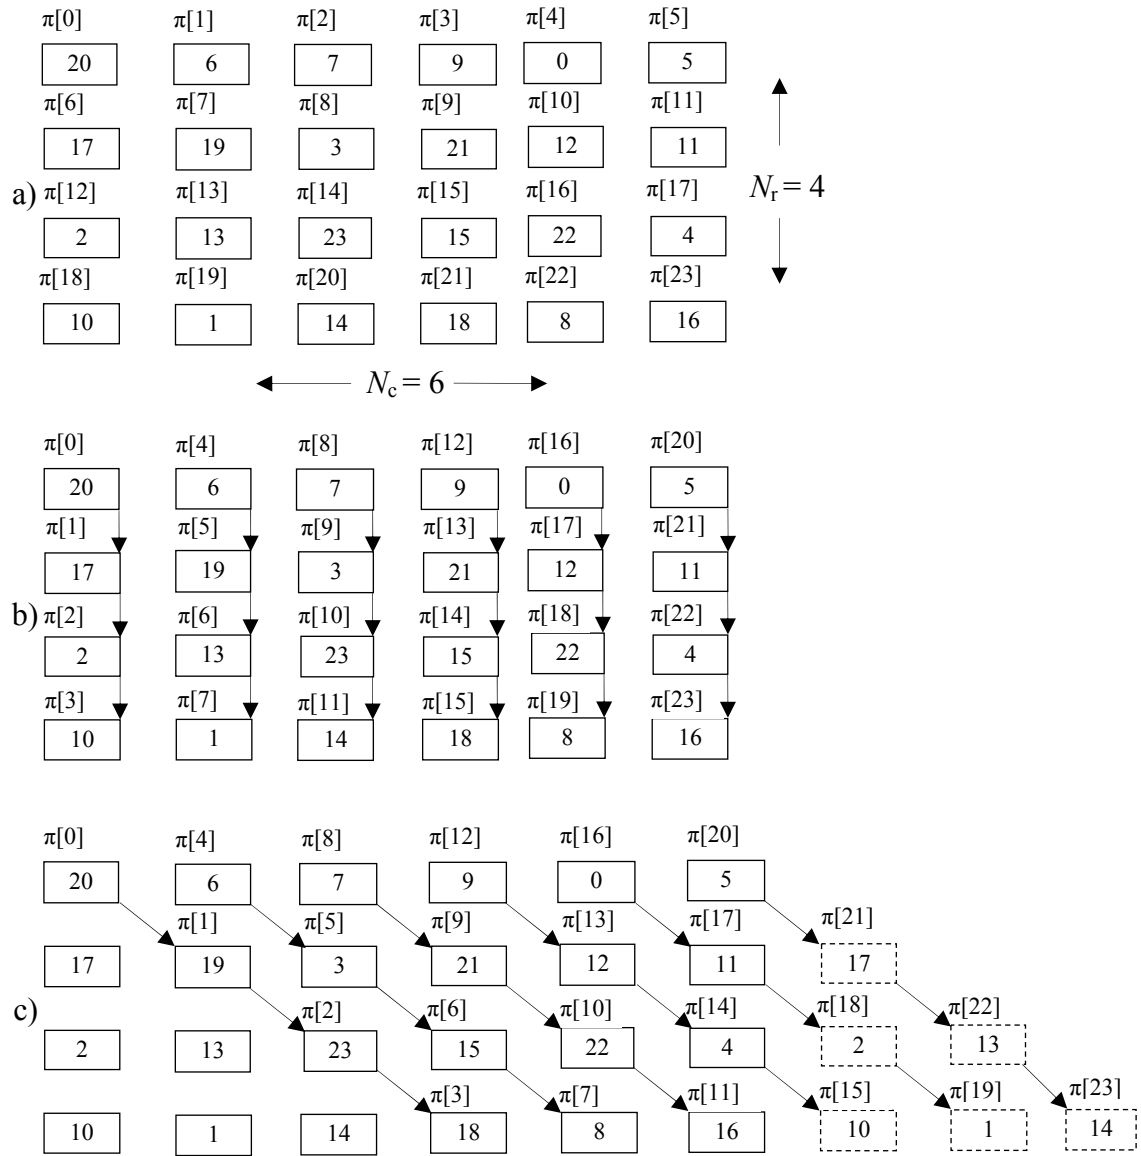 π[0] π[1] π[2] π[3] π[4] π[5]
20 6 7 9 0 5
π[6] π[7] π[8] π[9] π[10] π[11]
17 19 3 21 12 11
a) π[12] π[13] π[14] π[15] π[16] π[17] Nr = 4
2 13 23 15 22 4
π[18] π[19] π[20] π[21] π[22] π[23]
10 1 14 18 8 16
Nc = 6
π[0] π[4] π[8] π[12] π[16] π[20]
20 6 7 9 0 5
π[1] π[5] π[9] π[13] π[17] π[21]
17 19 3 21 12 11
b) π[2] π[6] π[10] π[14] π[18] π[22]
2 13 23 15 22 4
π[3] π[7] π[11] π[15] π[19] π[23]
10 1 14 18 8 16
π[0] π[4] π[8] π[12] π[16] π[20]
20 6 7 9 0 5
π[1] π[5] π[9] π[13] π[17] π[21]
17 19 3 21 12 11 17
c) π[2] π[6] π[10] π[14] π[18] π[22]
2 13 23 15 22 4 2 13
π[3] π[7] π[11] π[15] π[19] π[23]
10 1 14 18 8 16 10 1 14